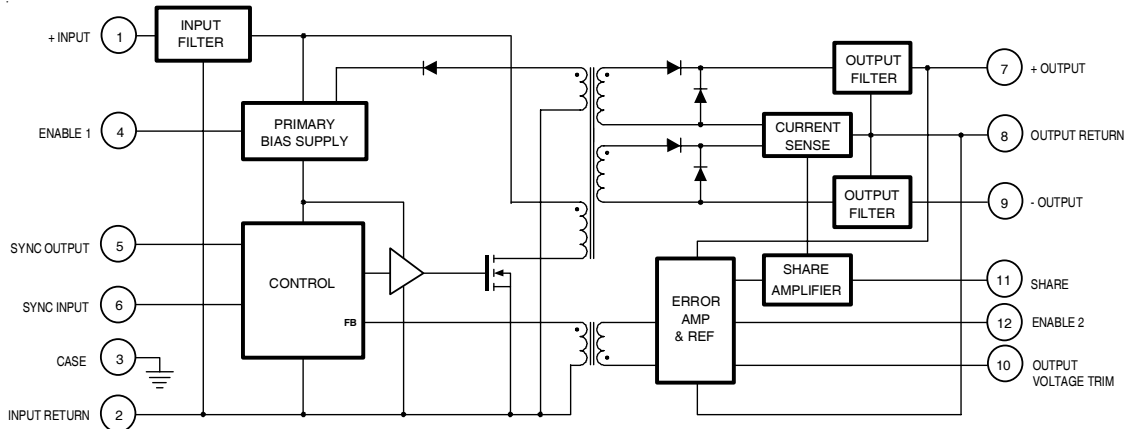 + INPUT
1
INPUT
FILTER
ENABLE 1
4
PRIMARY
BIAS SUPPLY
SYNC OUTPUT
5
CONTROL
SYNC INPUT
6
FB
CASE
3
INPUT RETURN
2
OUTPUT
FILTER
7
+ OUTPUT
CURRENT
SENSE
8
OUTPUT RETURN
OUTPUT
FILTER
9
- OUTPUT
ERROR
AMP
& REF
SHARE
AMPLIFIER
11
SHARE
12
ENABLE 2
10
OUTPUT
VOLTAGE TRIM